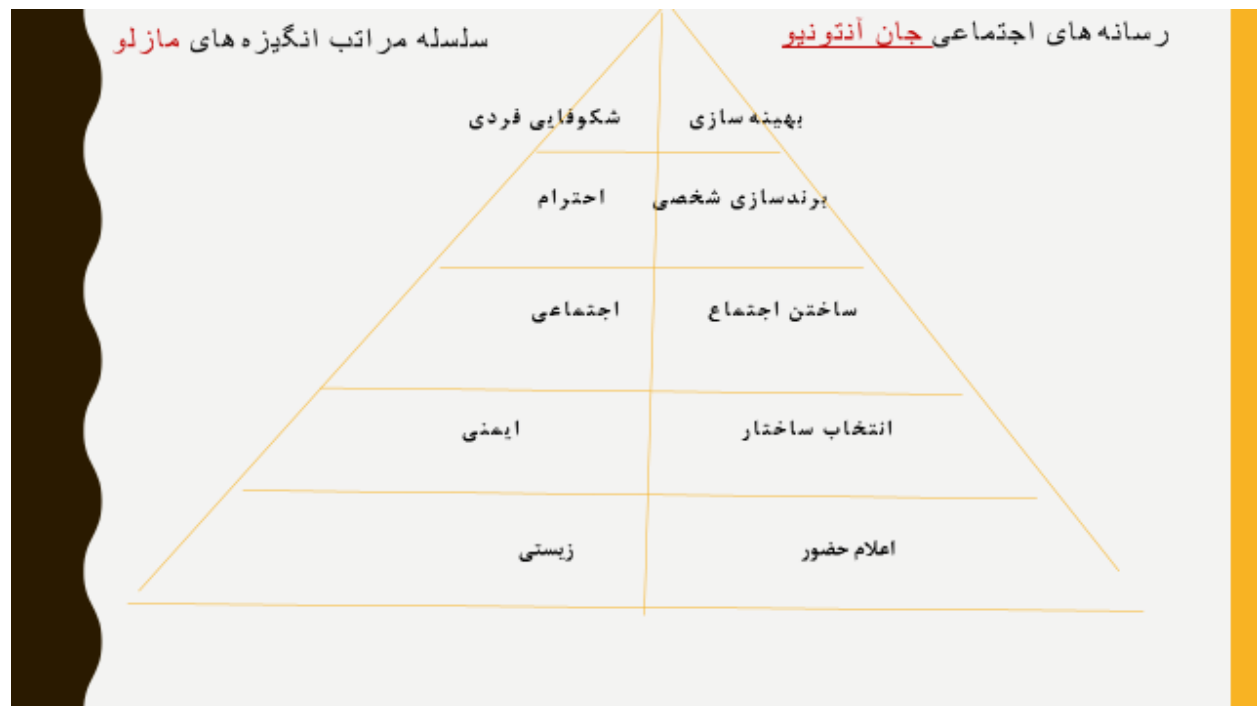 رسانه های اجتماعی جان آنتونیو
سلسله مراتب انگیزه های مازلو
بهینه سازی
شکوفایی فردی
برندسازی شخصی
احترام
ساختن اجتماع
اجتماعی
انتخاب ساختار
ایمنی
اعلام حضور
زیستی